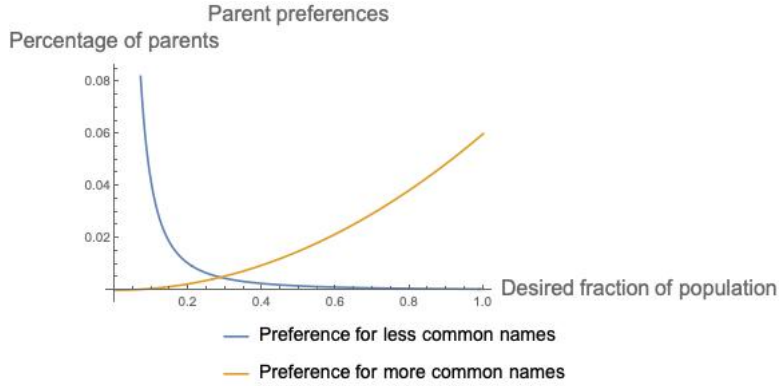 Parent preferences
Percentage of parents
0.08
0.06
0.04
0.02
0.2 0.4 0.6 0.8 1.0
Desired fraction of population
Preference for less common names
Preference for more common names